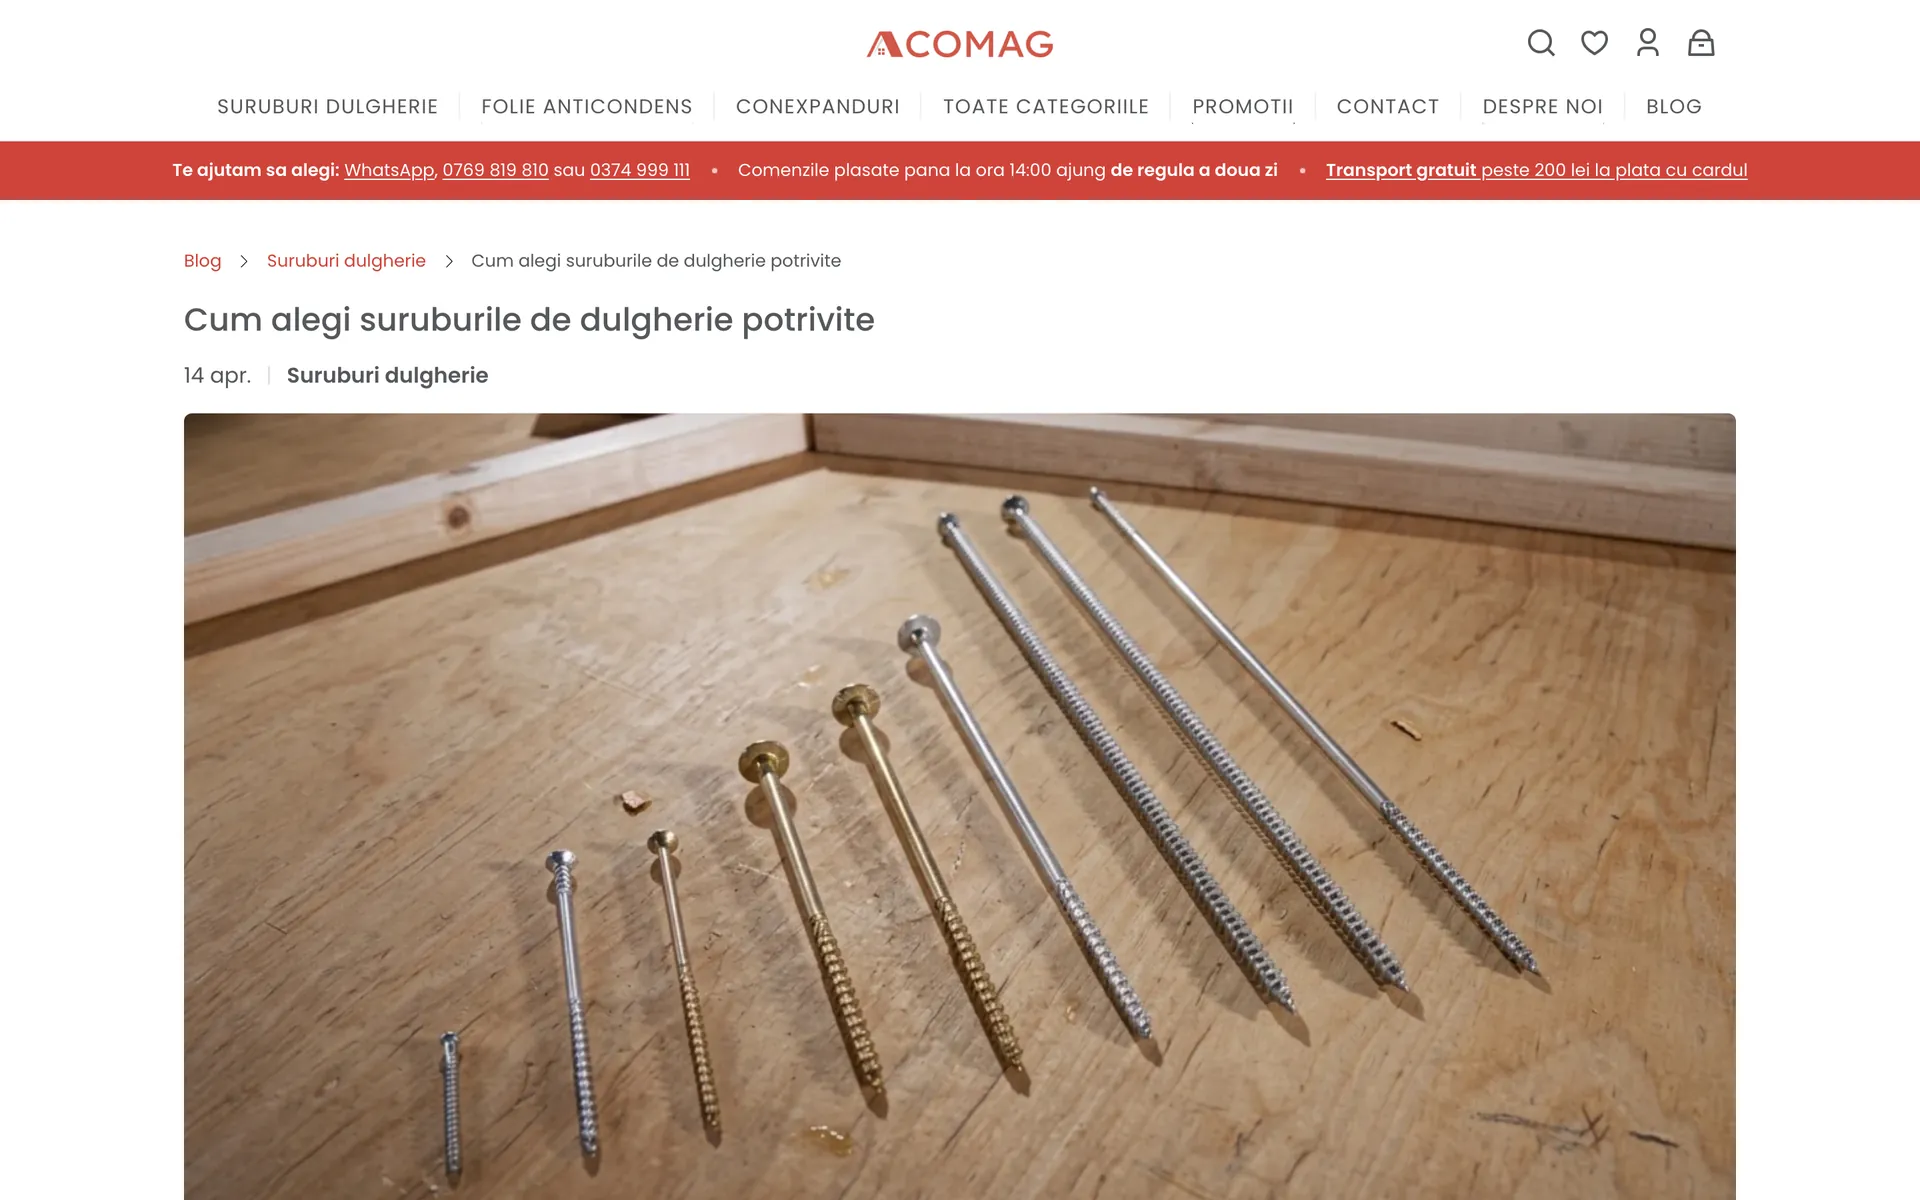 ACOMAG
SURUBURI DULGHERIE
FOLIE ANTICONDENS
CONEXPANDURI
TOATE CATEGORIILE
PROMOTII
CONTACT
DESPRE NOI
BLOG
Te ajutam sa alegi: WhatsApp, 0769 819 810 sau 0374 999 111 • Comenzile plasate pana la ora 14:00 ajung de regula a doua zi • Transport gratuit peste 200 lei la plata cu cardul
Blog > Suruburi dulgherie > Cum alegi suruburile de dulgherie potrivite
Cum alegi suruburile de dulgherie potrivite
14 apr. | Suruburi dulgherie